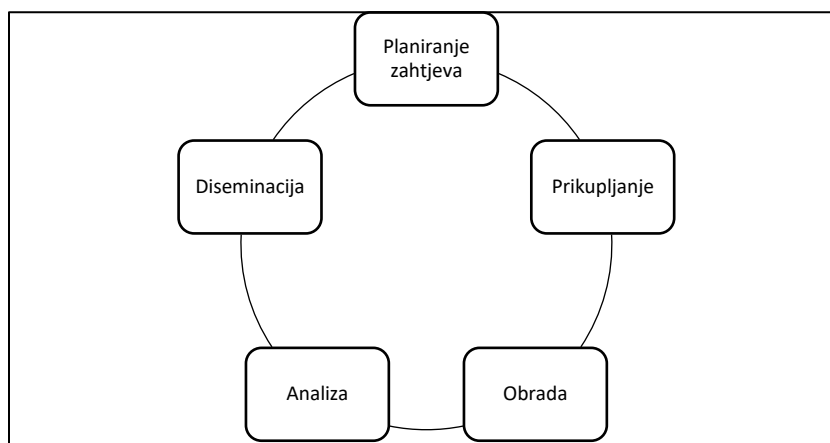 Planiranje
zahtjeva
Prikupljanje
Obrada
Analiza
Diseminacija